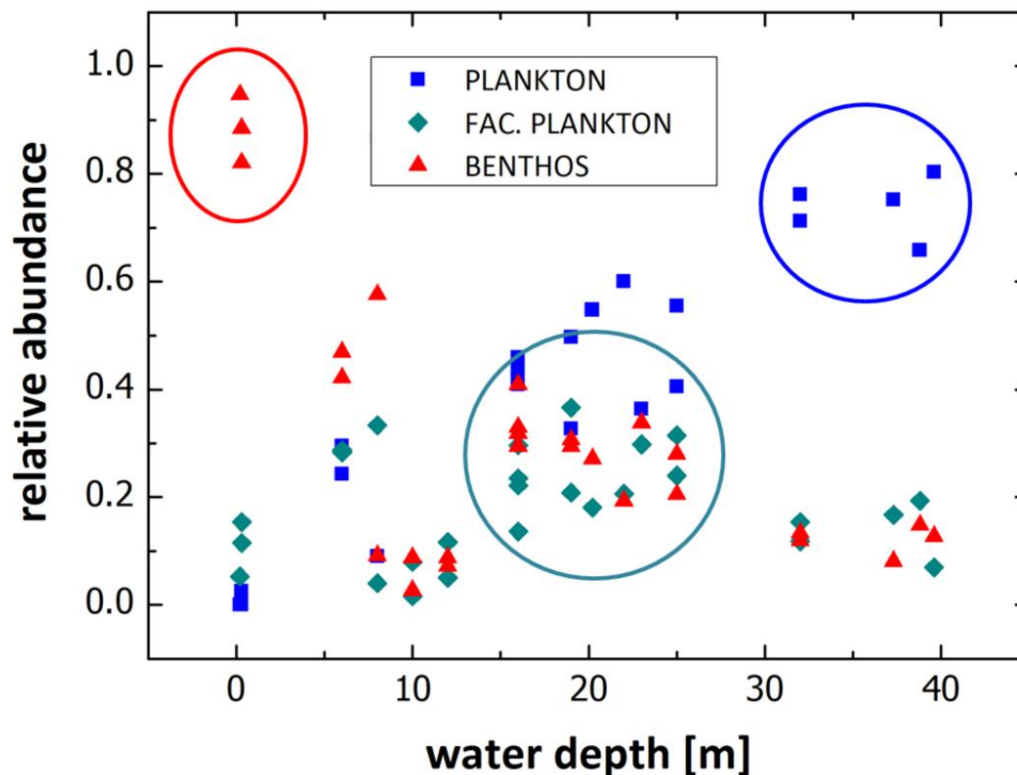 PLANKTON
FAC. PLANKTON
BENTHOS
relative abundance
1.0
0.8
0.6
0.4
0.2
0.0
0 10 20 30 40
water depth [m]